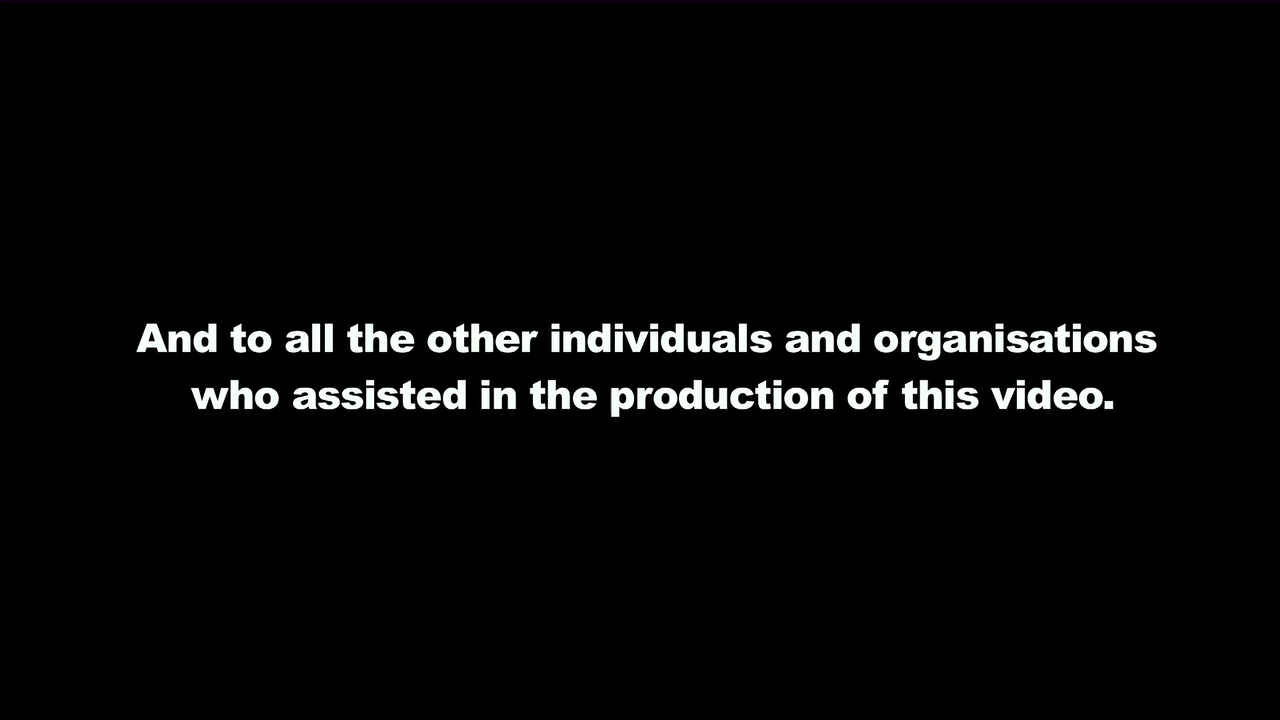 And to all the other individuals and organisations
who assisted in the production of this video.